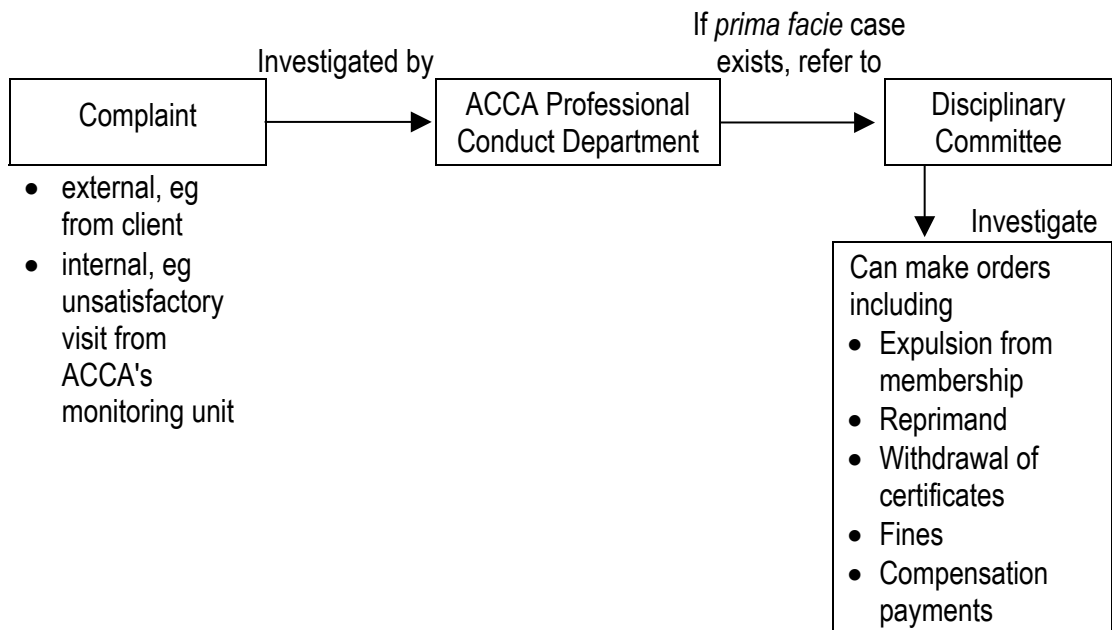 Complaint
• external, eg
from client
• internal, eg
unsatisfactory
visit from
ACCA's
monitoring unit
Investigated by
ACCA Professional
Conduct Department
If prima facie case
exists, refer to
Disciplinary
Committee
Investigate
Can make orders
including
• Expulsion from
membership
• Reprimand
• Withdrawal of
certificates
• Fines
• Compensation
payments